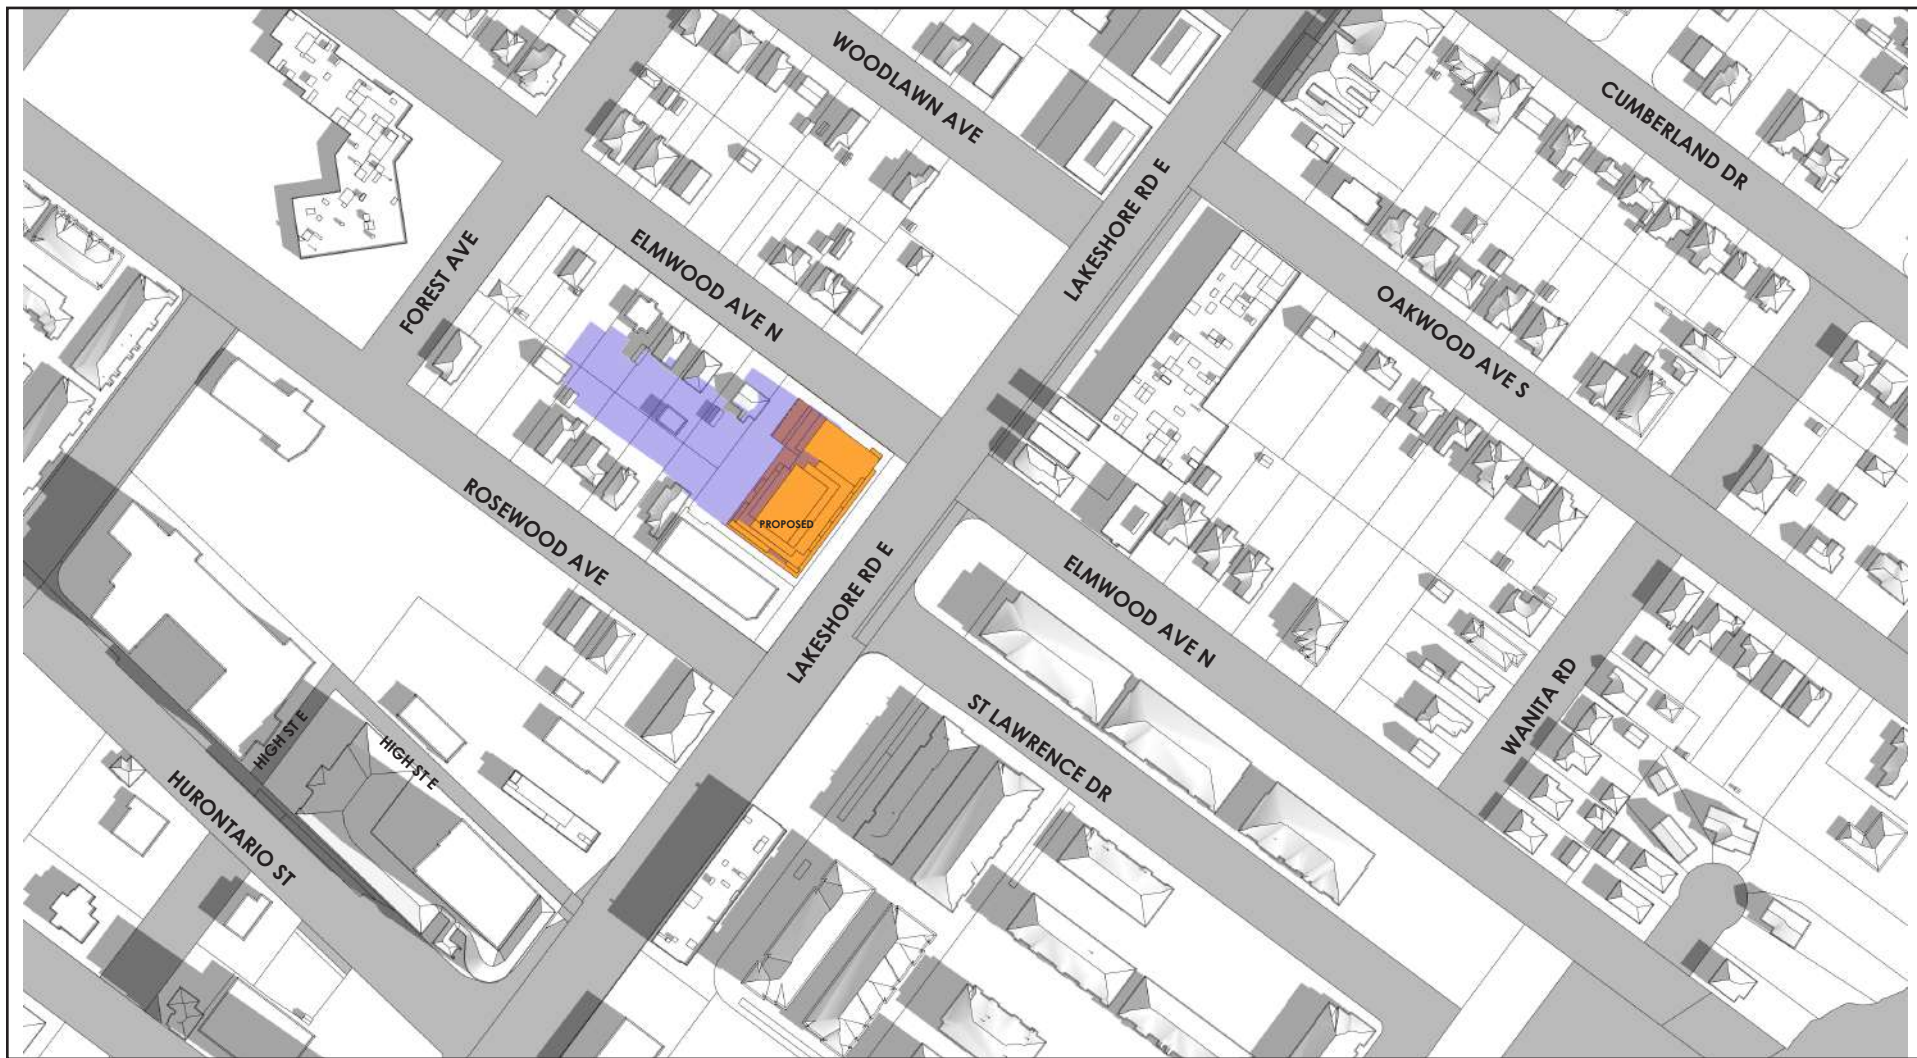 WOODLAWN AVE
CUMBERLAND DR
LAKESHORE RD E
FOREST AVE
ELMWOOD AVE N
OAKWOOD AVE S
ROSEWOOD AVE
PROPOSED
LAKESHORE RD E
ELMWOOD AVE N
ST LAWRENCE DR
WANITA RD
HIGH ST E
HIGH ST E
HURONTARIO ST